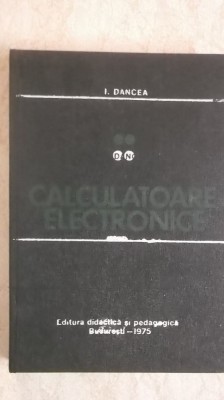 I. DANCEA
CALCULATOARE
ELECTRONICE
Editura didactică și pedagogică
București — 1975